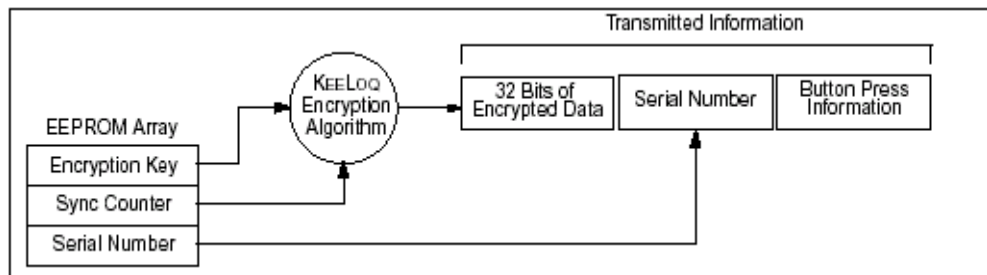 Transmitted Information
KEELOQ
Encryption
Algorithm
32 Bits of
Encrypted Data
Serial Number
Button Press
Information
EEPROM Array
Encryption Key
Sync Counter
Serial Number